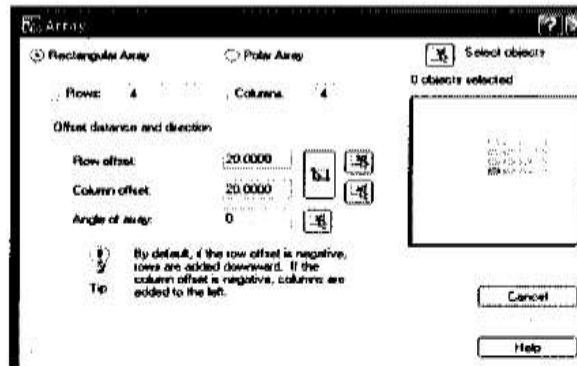 Array
Rectangular Array
Polar Array
Select objects
0 objects selected
Rows: 4
Columns: 4
Offset distance and direction
Row offset: 20.0000
Column offset: 20.0000
Angle of array: 0
By default, if the row offset is negative,
rows are added downward. If the
column offset is negative, columns are
added to the left.
Tip
Cancel
Help